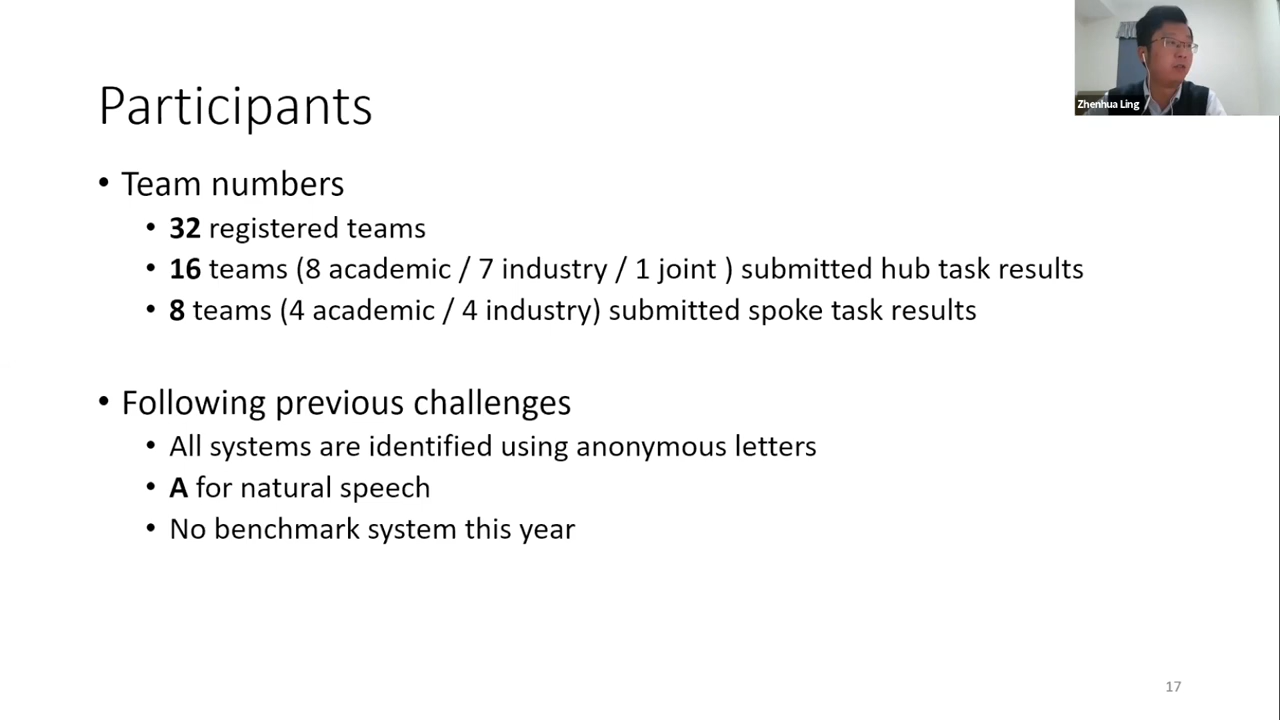 Zhenhua Ling
Participants
• Team numbers
• 32 registered teams
• 16 teams (8 academic / 7 industry / 1 joint ) submitted hub task results
• 8 teams (4 academic / 4 industry) submitted spoke task results
• Following previous challenges
• All systems are identified using anonymous letters
• A for natural speech
• No benchmark system this year
17